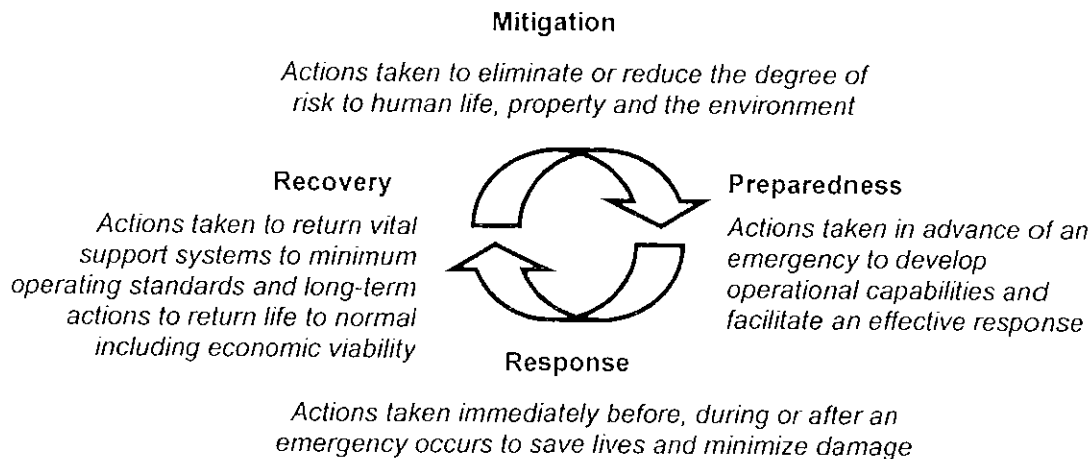 Mitigation
Actions taken to eliminate or reduce the degree of
risk to human life, property and the environment
Recovery
Actions taken to return vital
support systems to minimum
operating standards and long-term
actions to return life to normal
including economic viability
Preparedness
Actions taken in advance of an
emergency to develop
operational capabilities and
facilitate an effective response
Response
Actions taken immediately before, during or after an
emergency occurs to save lives and minimize damage